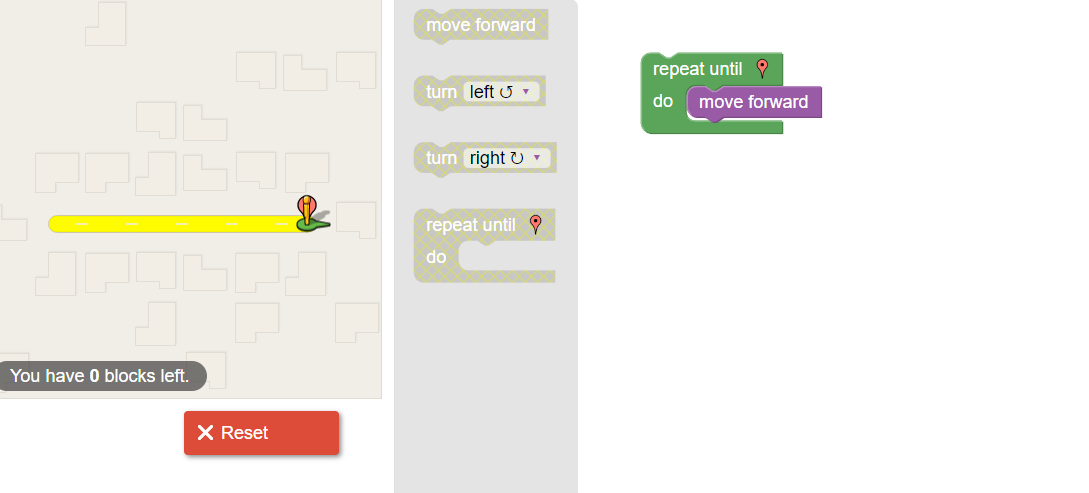 move forward
turn left ↺ ▾
turn right ↻ ▾
repeat until
do
repeat until
do move forward
You have 0 blocks left.
Reset